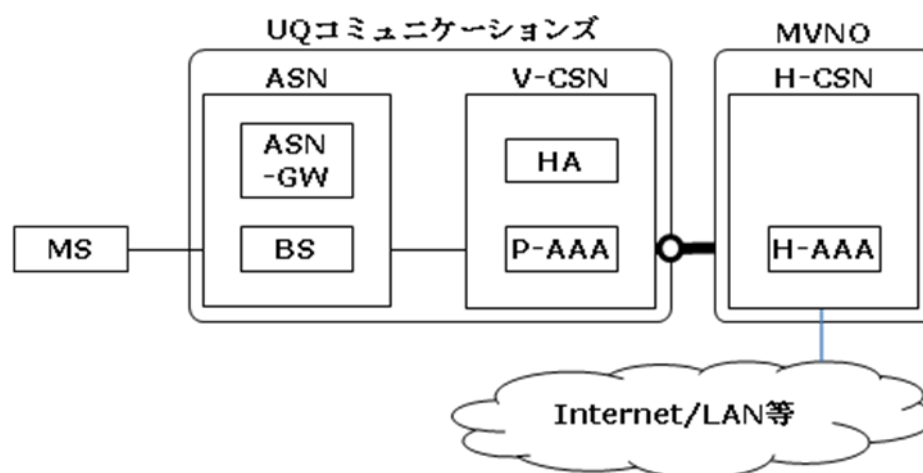 UQコミュニケーションズ
MVNO
ASN
V-CSN
H-CSN
ASN
-GW
HA
MS
BS
P-AAA
H-AAA
Internet/LAN等